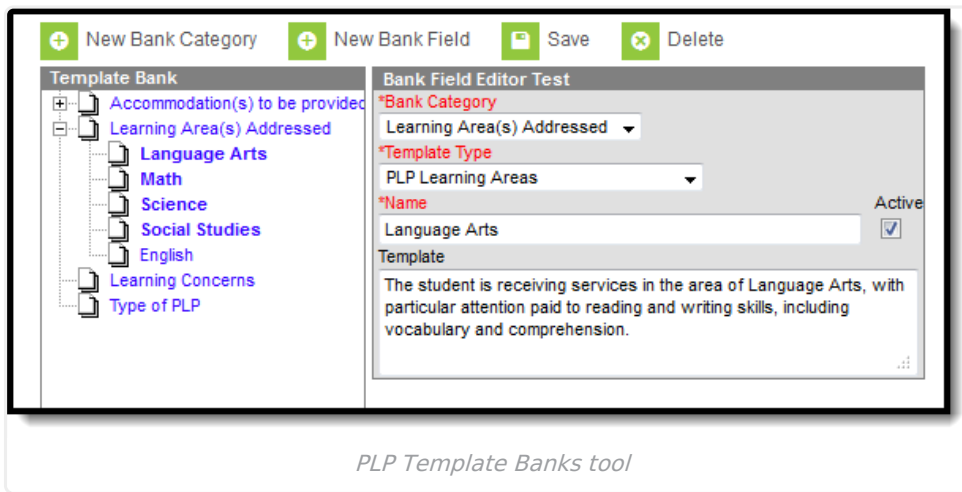 New Bank Category New Bank Field Save Delete
Template Bank
Accommodation(s) to be provided
Learning Area(s) Addressed
Language Arts
Math
Science
Social Studies
English
Learning Concerns
Type of PLP
Bank Field Editor Test
*Bank Category
Learning Area(s) Addressed
*Template Type
PLP Learning Areas
*Name Active
Language Arts
Template
The student is receiving services in the area of Language Arts, with
particular attention paid to reading and writing skills, including
vocabulary and comprehension.
PLP Template Banks tool